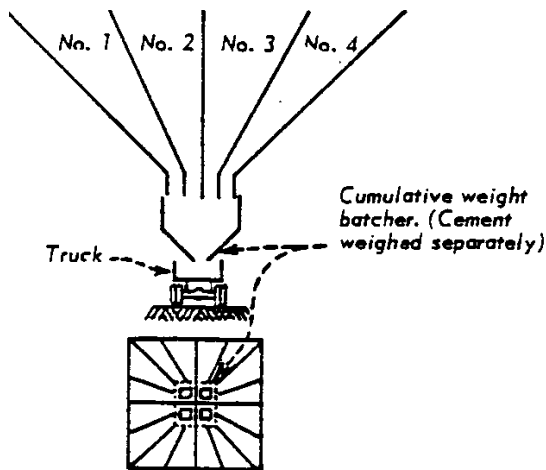 No. 1 No. 2 No. 3 No. 4
Cumulative weight
batcher. (Cement
weighed separately)
Truck